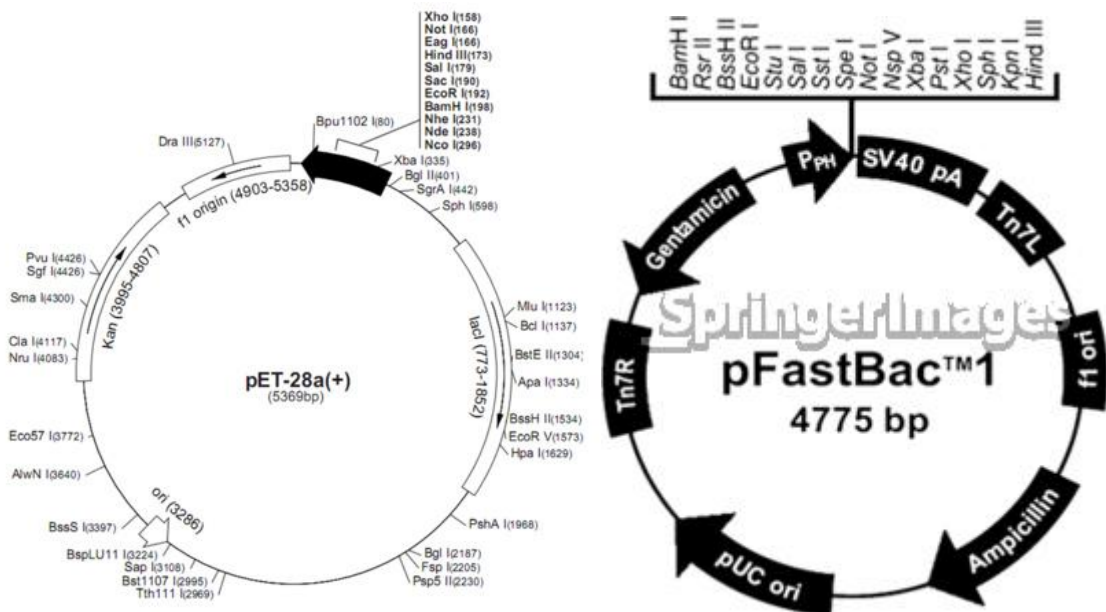 Xho I(158)
Not I(166)
Eag I(166)
Hind III(173)
Sal I(179)
Sac I(190)
EcoR I(192)
BamH I(198)
Nhe I(231)
Nde I(238)
Nco I(296)
Bpu1102 I(80)
Dra III(5127)
Xba I(335)
Bgl II(401)
SgrA I(442)
Sph I(598)
f1 origin (4903-5358)
Pvu I(4426)
Sgf I(4426)
Sma I(4300)
Kan (3995-4807)
Cla I(4117)
Nru I(4083)
Mlu I(1123)
Bcl I(1137)
lacI (773-1852)
BstE II(1304)
Apa I(1334)
pET-28a(+)
(5369bp)
BssH II(1534)
EcoR V(1573)
Hpa I(1629)
Eco57 I(3772)
AlwN I(3640)
ori (3286)
BssS I(3397)
PshA I(1968)
BspLU11 I(3224)
Sap I(3108)
Bst1107 I(2995)
Tth111 I(2969)
Bgl I(2187)
Fsp I(2205)
Psp5 II(2230)
BamH I
Rsr II
BssH II
EcoR I
Stu I
Sal I
Sst I
Spe I
Not I
Nsp V
Xba I
Pst I
Xho I
Sph I
Kpn I
Hind III
PPH
SV40 pA
Tn7L
Gentamicin
SpringerImages
f1 ori
Tn7R
pFastBac™1
4775 bp
Ampicillin
pUC ori